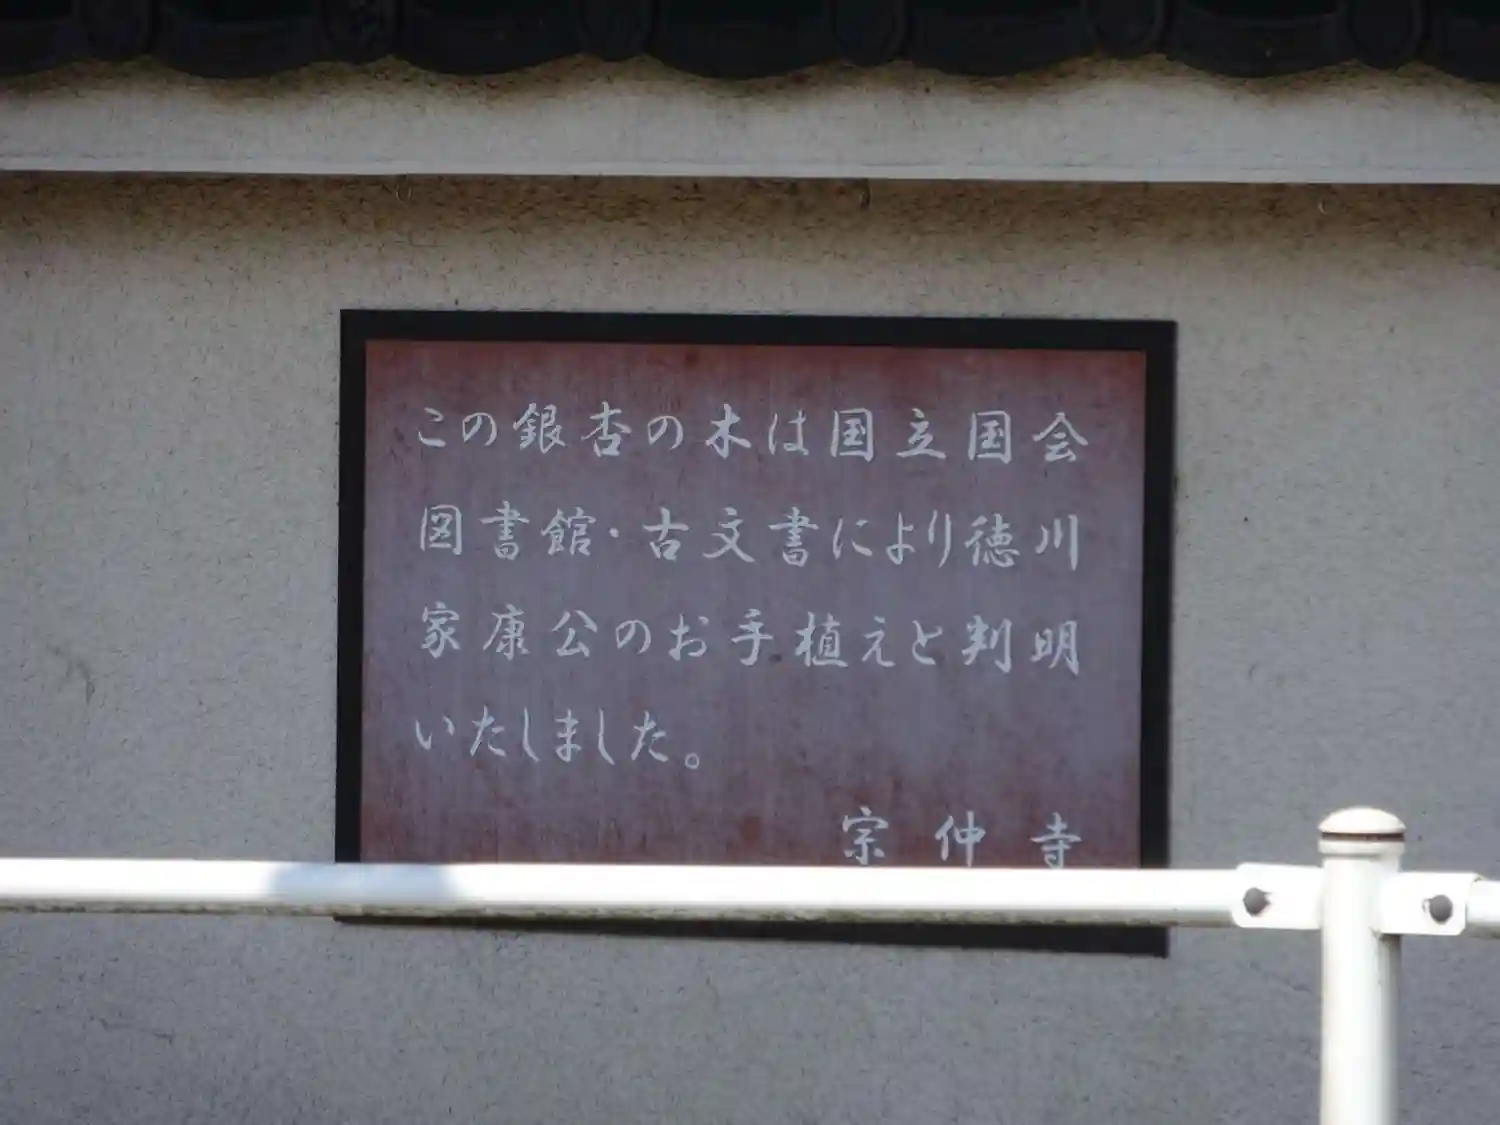 この銀杏の木は国立国会
図書館・古文書により徳川
家康公のお手植えと判明
いたしました。
宗仲寺